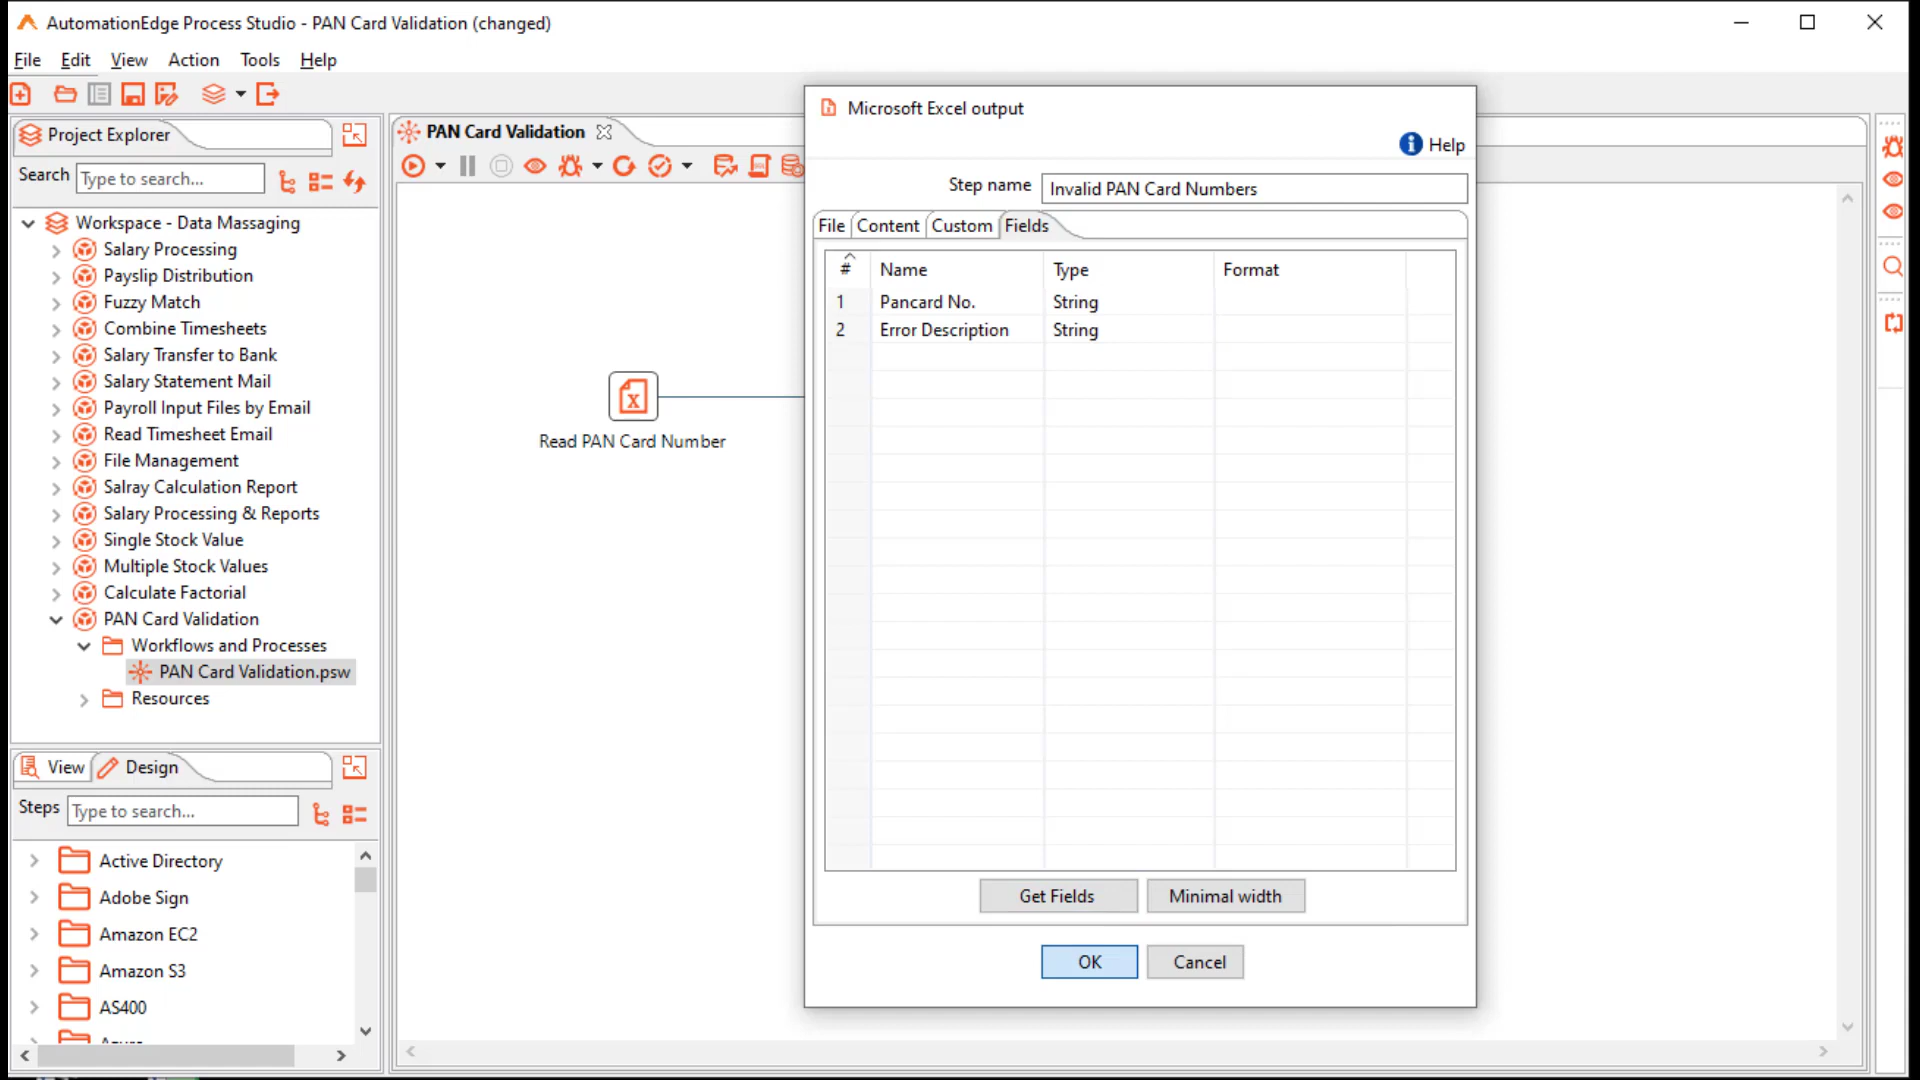 AutomationEdge Process Studio - PAN Card Validation (changed)
File Edit View Action Tools Help
Project Explorer
Search Type to search...
Workspace - Data Massaging
Salary Processing
Payslip Distribution
Fuzzy Match
Combine Timesheets
Salary Transfer to Bank
Salary Statement Mail
Payroll Input Files by Email
Read Timesheet Email
File Management
Salray Calculation Report
Salary Processing & Reports
Single Stock Value
Multiple Stock Values
Calculate Factorial
PAN Card Validation
Workflows and Processes
PAN Card Validation.psw
Resources
View Design
Steps Type to search...
Active Directory
Adobe Sign
Amazon EC2
Amazon S3
AS400
PAN Card Validation
Read PAN Card Number
Microsoft Excel output
Help
Step name Invalid PAN Card Numbers
File Content Custom Fields
# Name Type Format
1 Pancard No. String
2 Error Description String
Get Fields Minimal width
OK Cancel